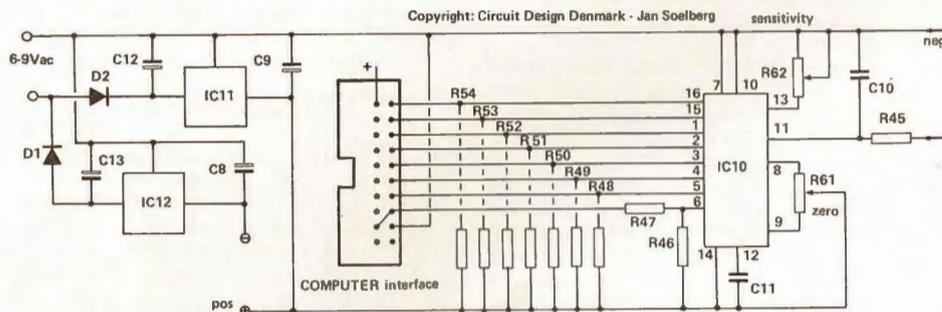 Copyright: Circuit Design Denmark - Jan Soelberg
sensitivity
6-9Vac
C12
C9
+
neg
D2
IC11
R54
R53
R52
R51
R50
R49
R48
7
10
R62
13
C10
R45
16
15
1
2
3
4
5
6
11
IC10
8
R61
zero
9
D1
C13
C8
IC12
R47
R46
14
12
C11
COMPUTER interface
pos